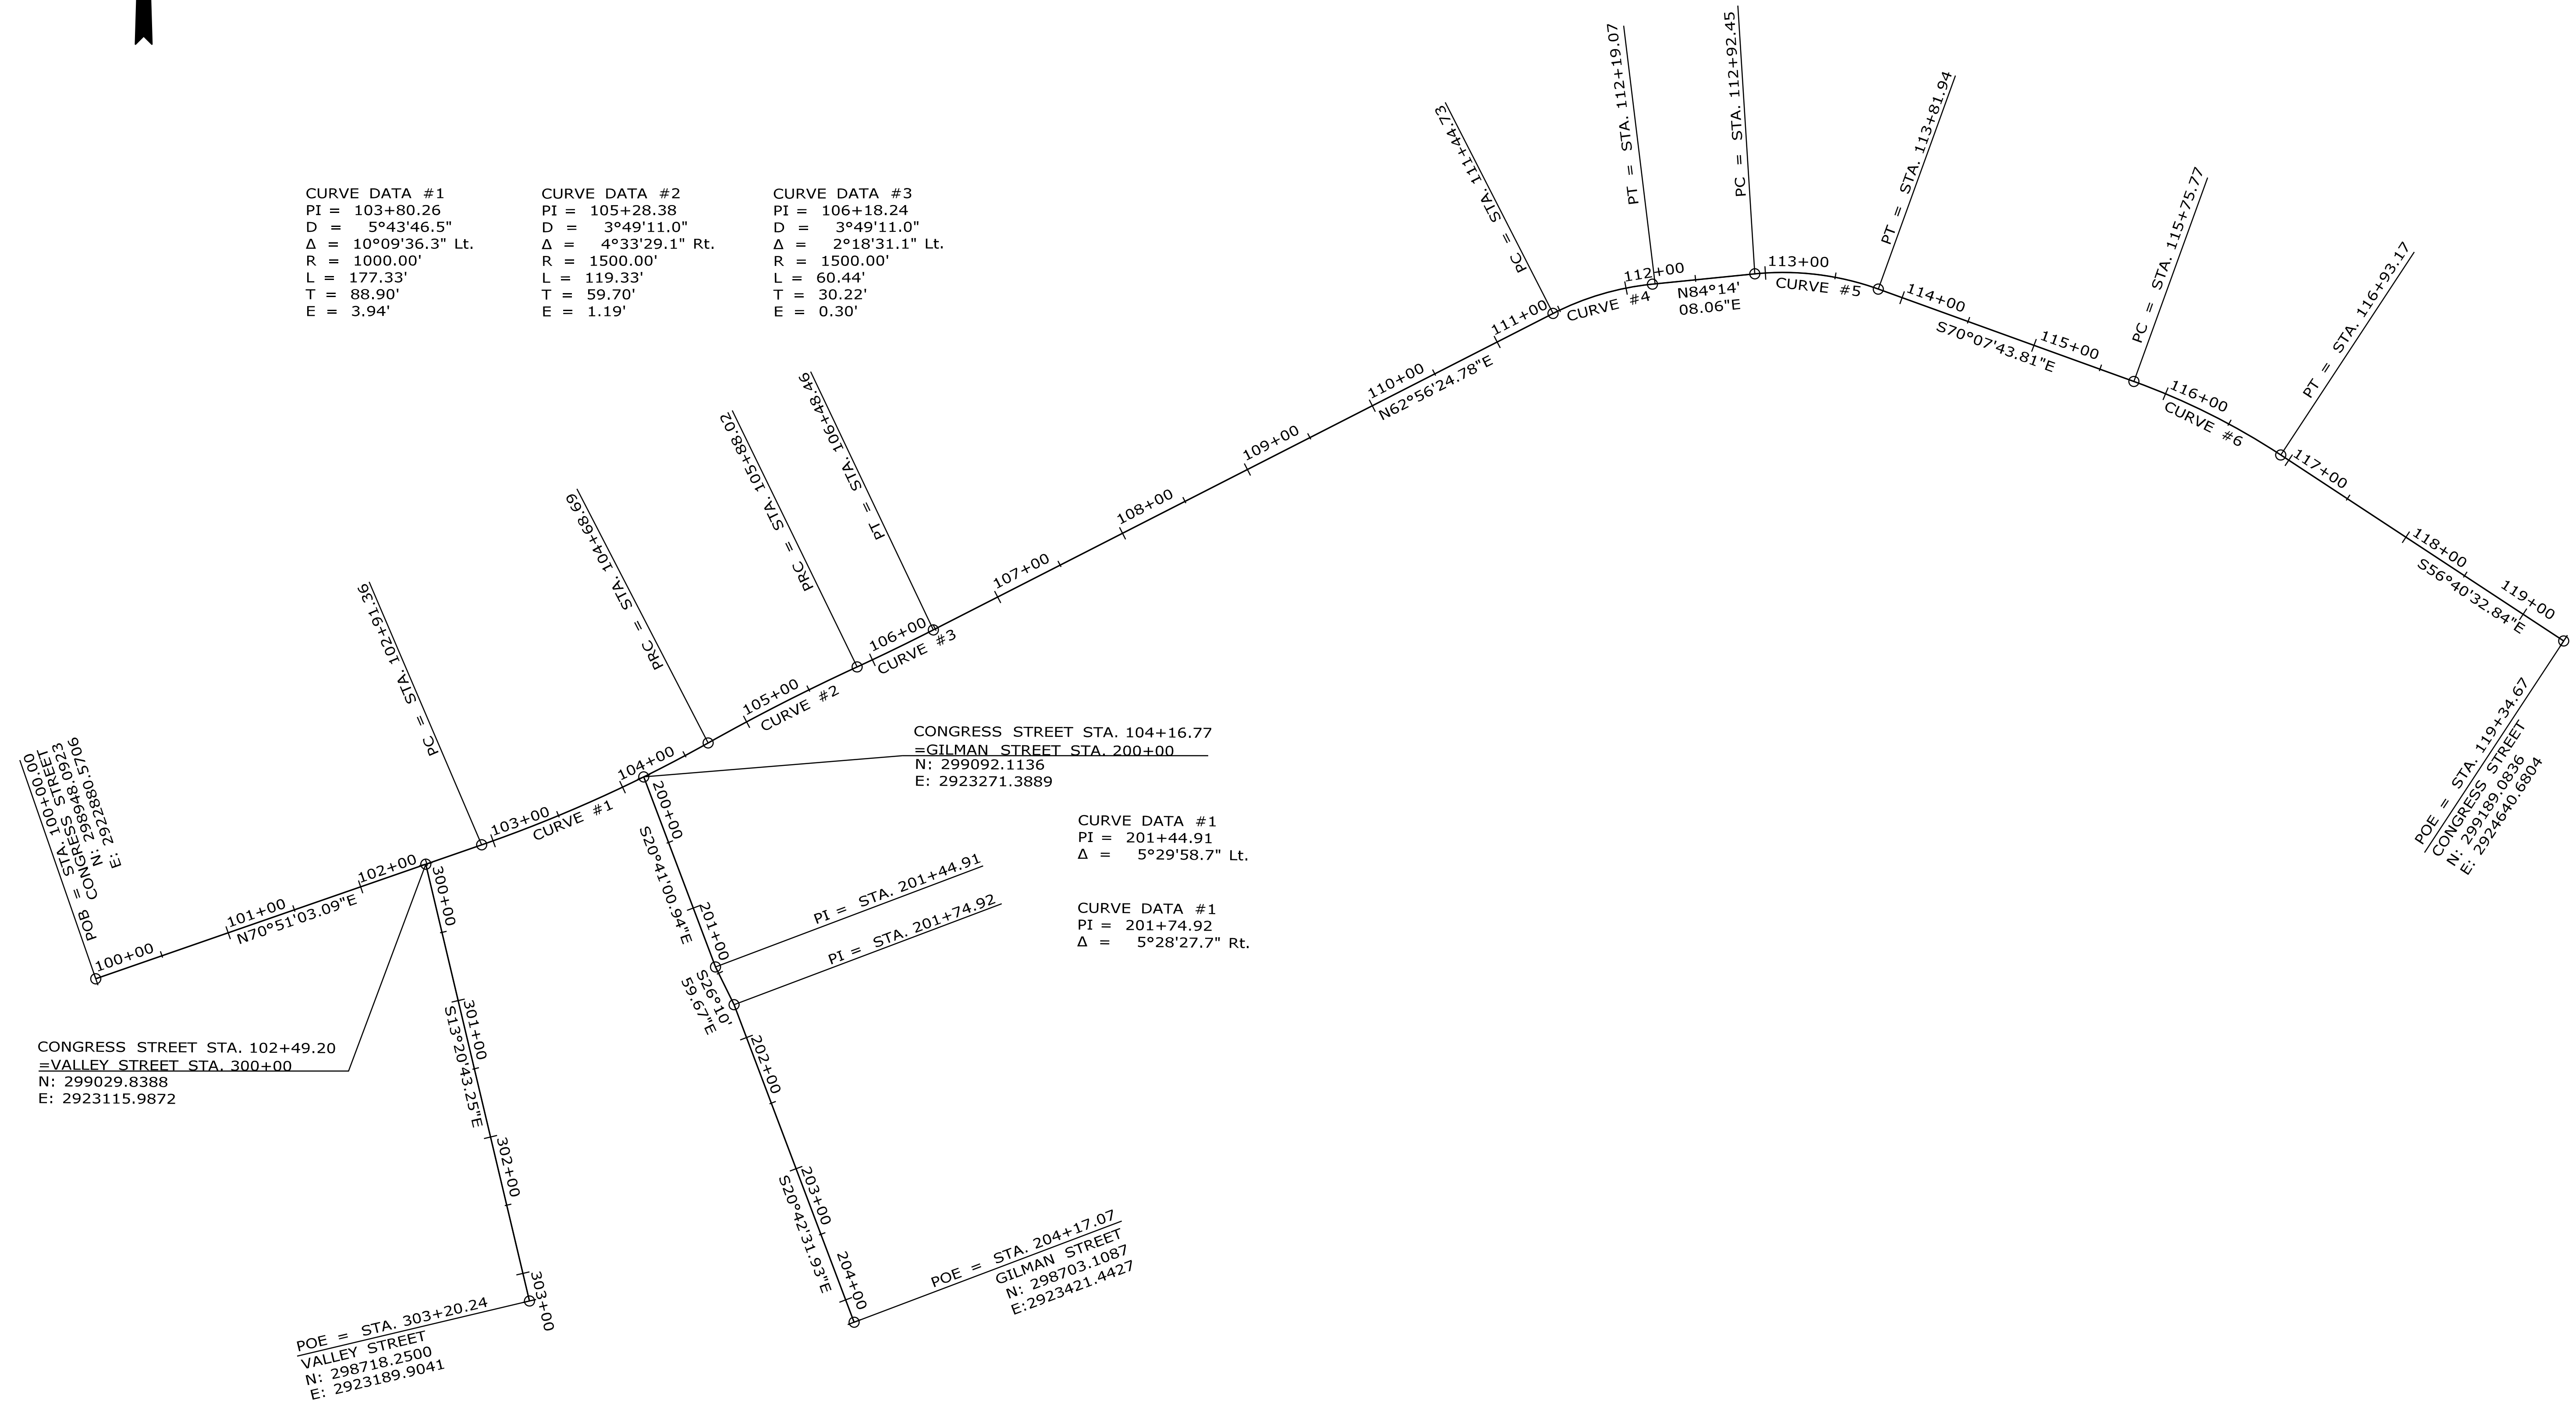 CURVE DATA #1
PI = 103+80.26
D = 5°43'46.5"
Δ = 10°09'36.3" Lt.
R = 1000.00'
L = 177.33'
T = 88.90'
E = 3.94'
CURVE DATA #2
PI = 105+28.38
D = 3°49'11.0"
Δ = 4°33'29.1" Rt.
R = 1500.00'
L = 119.33'
T = 59.70'
E = 1.19'
CURVE DATA #3
PI = 106+18.24
D = 3°49'11.0"
Δ = 2°18'31.1" Lt.
R = 1500.00'
L = 60.44'
T = 30.22'
E = 0.30'
POB = STA. 100+00.00
CONGRESS STREET
N: 298948.0923
E: 2922880.5706
100+00
101+00
N70°51'03.09"E
102+00
PC = STA. 102+91.36
103+00
CURVE #1
104+00
PRC = STA. 104+68.69
105+00
CURVE #2
PRC = STA. 105+88.02
106+00
CURVE #3
PT = STA. 106+48.46
107+00
108+00
109+00
110+00
N62°56'24.78"E
111+00
PC = STA. 111+44.73
CURVE #4
112+00
PT = STA. 112+19.07
N84°14'
08.06"E
PC = STA. 112+92.45
113+00
CURVE #5
PT = STA. 113+81.94
114+00
S70°07'43.81"E
115+00
PC = STA. 115+75.77
116+00
CURVE #6
PT = STA. 116+93.17
117+00
118+00
S56°40'32.84"E
119+00
POE = STA. 119+34.67
CONGRESS STREET
N: 299189.0836
E: 2924640.6804
CONGRESS STREET STA. 104+16.77
=GILMAN STREET STA. 200+00
N: 299092.1136
E: 2923271.3889
CURVE DATA #1
PI = 201+44.91
Δ = 5°29'58.7" Lt.
CURVE DATA #1
PI = 201+74.92
Δ = 5°28'27.7" Rt.
200+00
S20°41'00.94"E
201+00
PI = STA. 201+44.91
PI = STA. 201+74.92
S26°10'
59.67"E
202+00
203+00
S20°42'31.93"E
204+00
POE = STA. 204+17.07
GILMAN STREET
N: 298703.1087
E:2923421.4427
CONGRESS STREET STA. 102+49.20
=VALLEY STREET STA. 300+00
N: 299029.8388
E: 2923115.9872
300+00
301+00
S13°20'43.25"E
302+00
303+00
POE = STA. 303+20.24
VALLEY STREET
N: 298718.2500
E: 2923189.9041